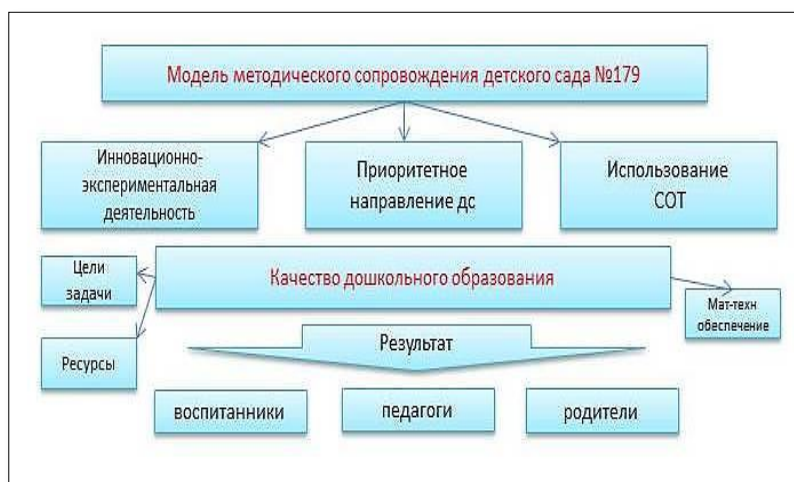 Модель методического сопровождения детского сада №179
Инновационно-
экспериментальная
деятельность
Приоритетное
направление дс
Использование
СОТ
Цели
задачи
Качество дошкольного образования
Мат-техн
обеспечение
Ресурсы
Результат
воспитанники
педагоги
родители